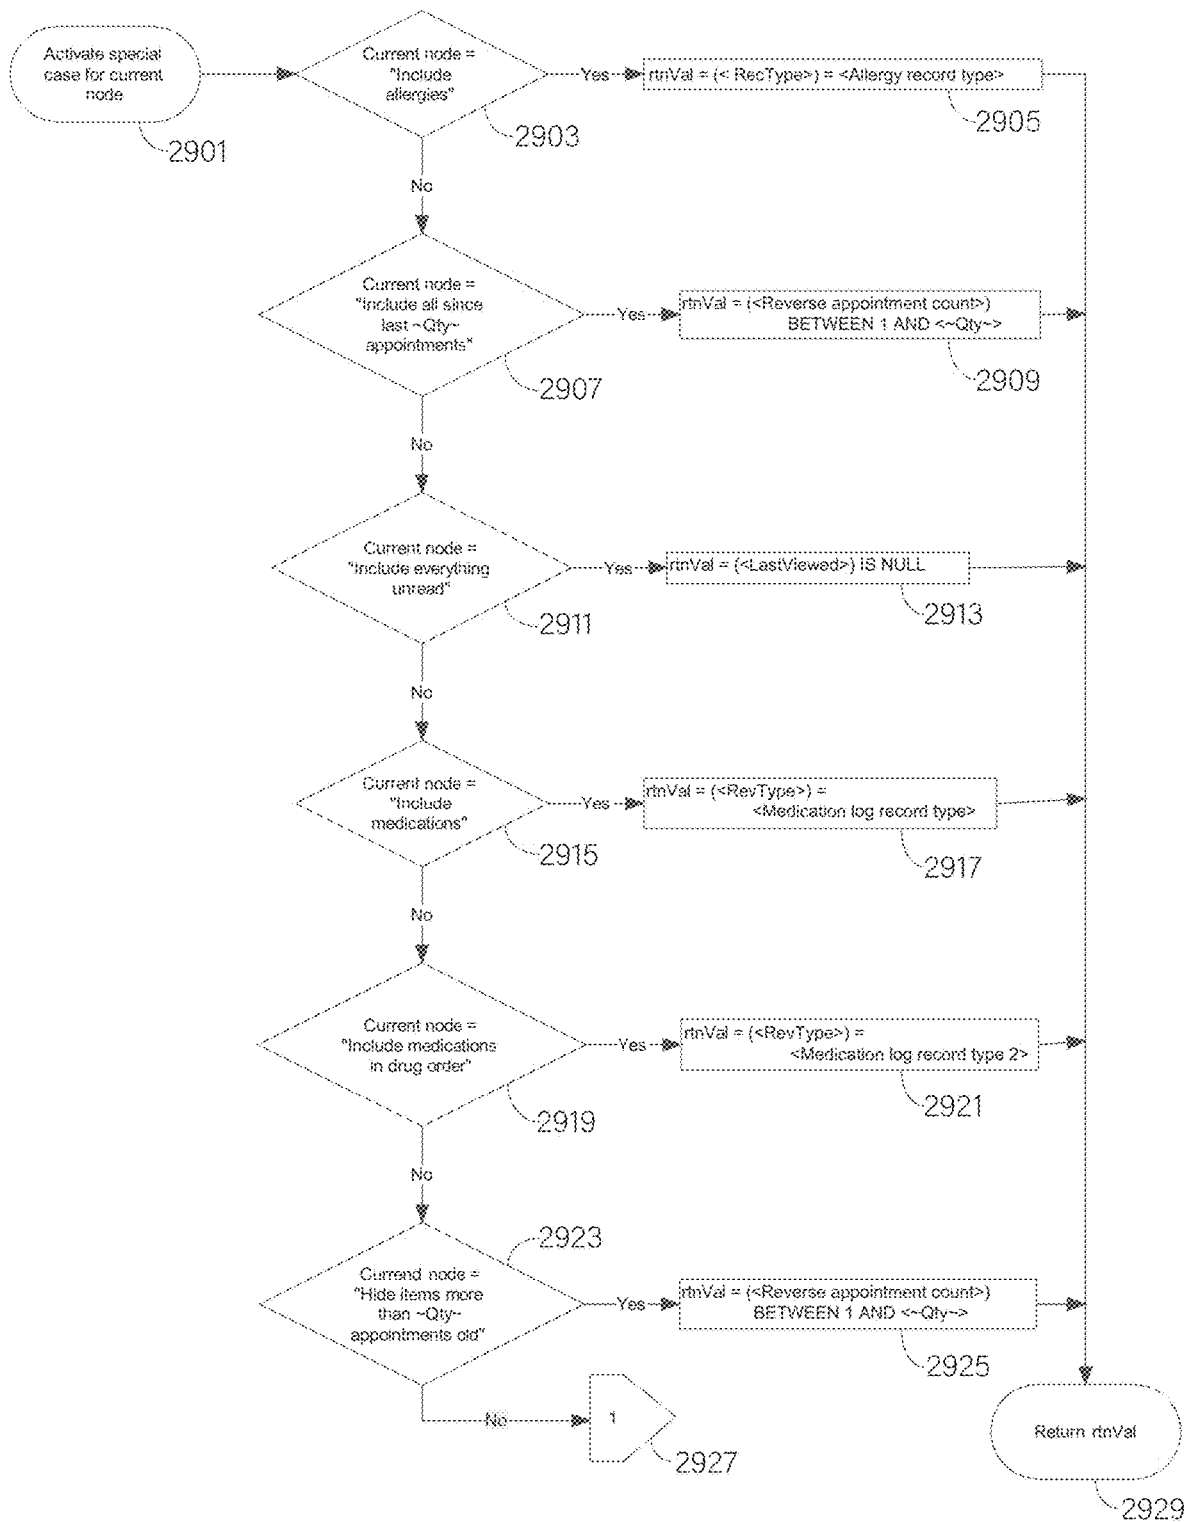 Activate special
case for current
node
2901
Current node =
"Include
allergies"
2903
Yes
rtnVal = (< RecType>) = <Allergy record type>
2905
No
Current node =
"Include all since
last ~Qty~
appointments"
2907
Yes
rtnVal = (<Reverse appointment count>)
BETWEEN 1 AND <~Qty~>
2909
No
Current node =
"Include everything
unread"
2911
Yes
rtnVal = (<LastViewed>) IS NULL
2913
No
Current node =
"Include
medications"
2915
Yes
rtnVal = (<RevType>) =
<Medication log record type>
2917
No
Current node =
"Include medications
in drug order"
2919
Yes
rtnVal = (<RevType>) =
<Medication log record type 2>
2921
No
Currend node =
"Hide items more
than ~Qty~
appointments old"
2923
Yes
rtnVal = (<Reverse appointment count>)
BETWEEN 1 AND <~Qty~>
2925
No
1
2927
Return rtnVal
2929